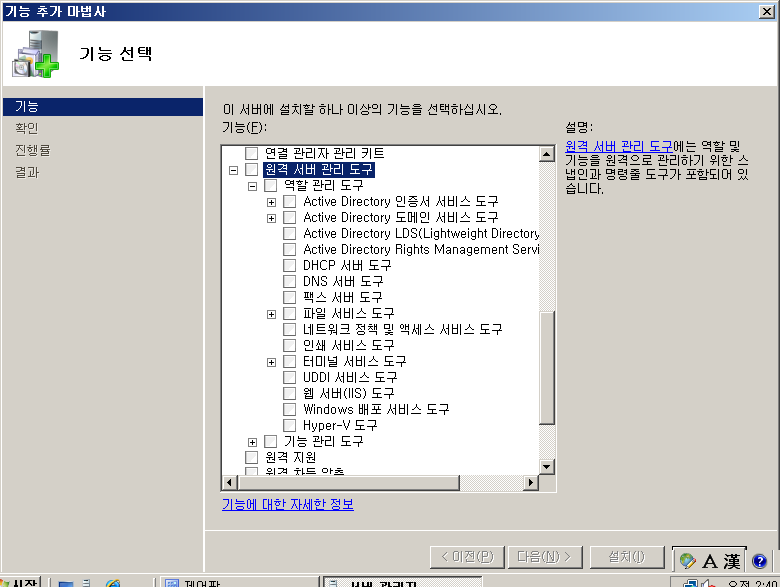 기능 추가 마법사
기능 선택
기능
확인
진행률
결과
이 서버에 설치할 하나 이상의 기능을 선택하십시오.
기능(F):
연결 관리자 관리 키트
원격 서버 관리 도구
역할 관리 도구
Active Directory 인증서 서비스 도구
Active Directory 도메인 서비스 도구
Active Directory LDS(Lightweight Directory
Active Directory Rights Management Servi
DHCP 서버 도구
DNS 서버 도구
팩스 서버 도구
파일 서비스 도구
네트워크 정책 및 액세스 서비스 도구
인쇄 서비스 도구
터미널 서비스 도구
UDDI 서비스 도구
웹 서버(IIS) 도구
Windows 배포 서비스 도구
Hyper-V 도구
기능 관리 도구
원격 지원
원격 차등 압축
기능에 대한 자세한 정보
설명:
원격 서버 관리 도구에는 역할 및
기능을 원격으로 관리하기 위한 스
냅인과 명령줄 도구가 포함되어 있
습니다.
< 이전(P)
다음(N) >
설치(I)
A 漢
시작
제어판
서버 관리자
오전 2:40